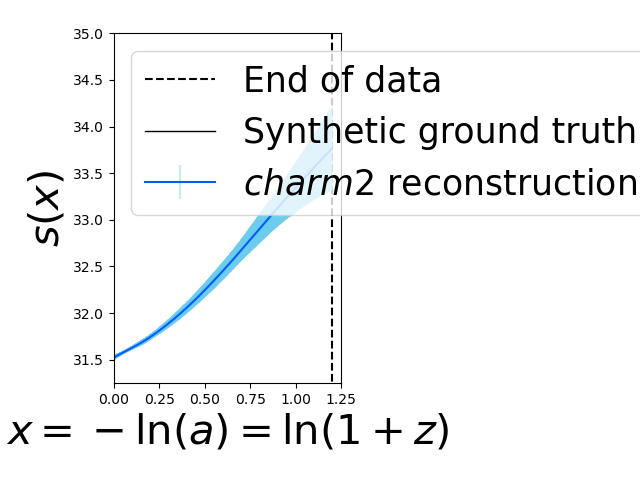 35.0
34.5
34.0
33.5
33.0
32.5
32.0
31.5
s(x)
End of data
Synthetic ground truth
charm2 reconstruction
0.00 0.25 0.50 0.75 1.00 1.25
x = − ln(a) = ln(1 + z)